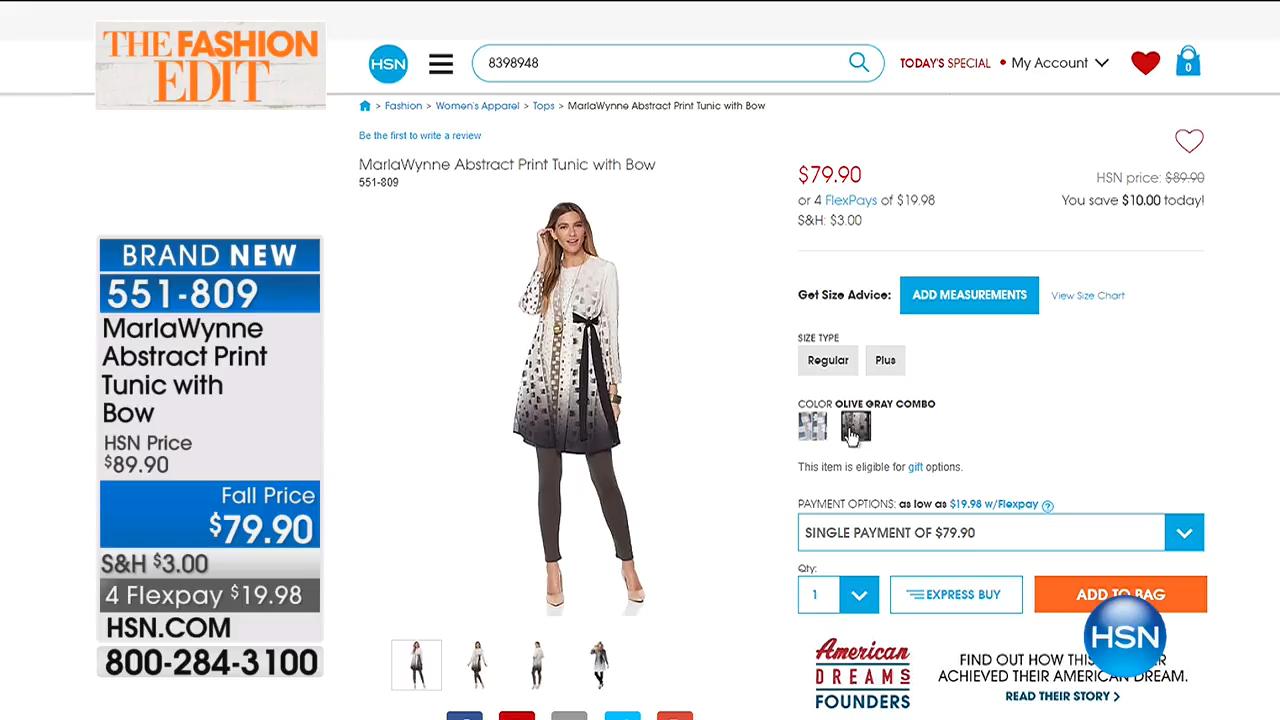 THE FASHION
EDIT
HSN
8398948
TODAY'S SPECIAL • My Account
0
> Fashion > Women's Apparel > Tops > MarlaWynne Abstract Print Tunic with Bow
Be the first to write a review
MarlaWynne Abstract Print Tunic with Bow
551-809
$79.90
HSN price: $89.90
or 4 FlexPays of $19.98
You save $10.00 today!
S&H: $3.00
Get Size Advice:
ADD MEASUREMENTS
View Size Chart
SIZE TYPE
Regular
Plus
COLOR OLIVE GRAY COMBO
This item is eligible for gift options.
PAYMENT OPTIONS: as low as $19.98 w/Flexpay ?
SINGLE PAYMENT OF $79.90
Qty:
1
EXPRESS BUY
ADD TO BAG
American
DREAMS
FOUNDERS
FIND OUT HOW THIS
ACHIEVED THEIR AMERICAN DREAM.
READ THEIR STORY >
HSN
BRAND NEW
551-809
MarlaWynne
Abstract Print
Tunic with
Bow
HSN Price
$89.90
Fall Price
$79.90
S&H $3.00
4 Flexpay $19.98
HSN.COM
800-284-3100